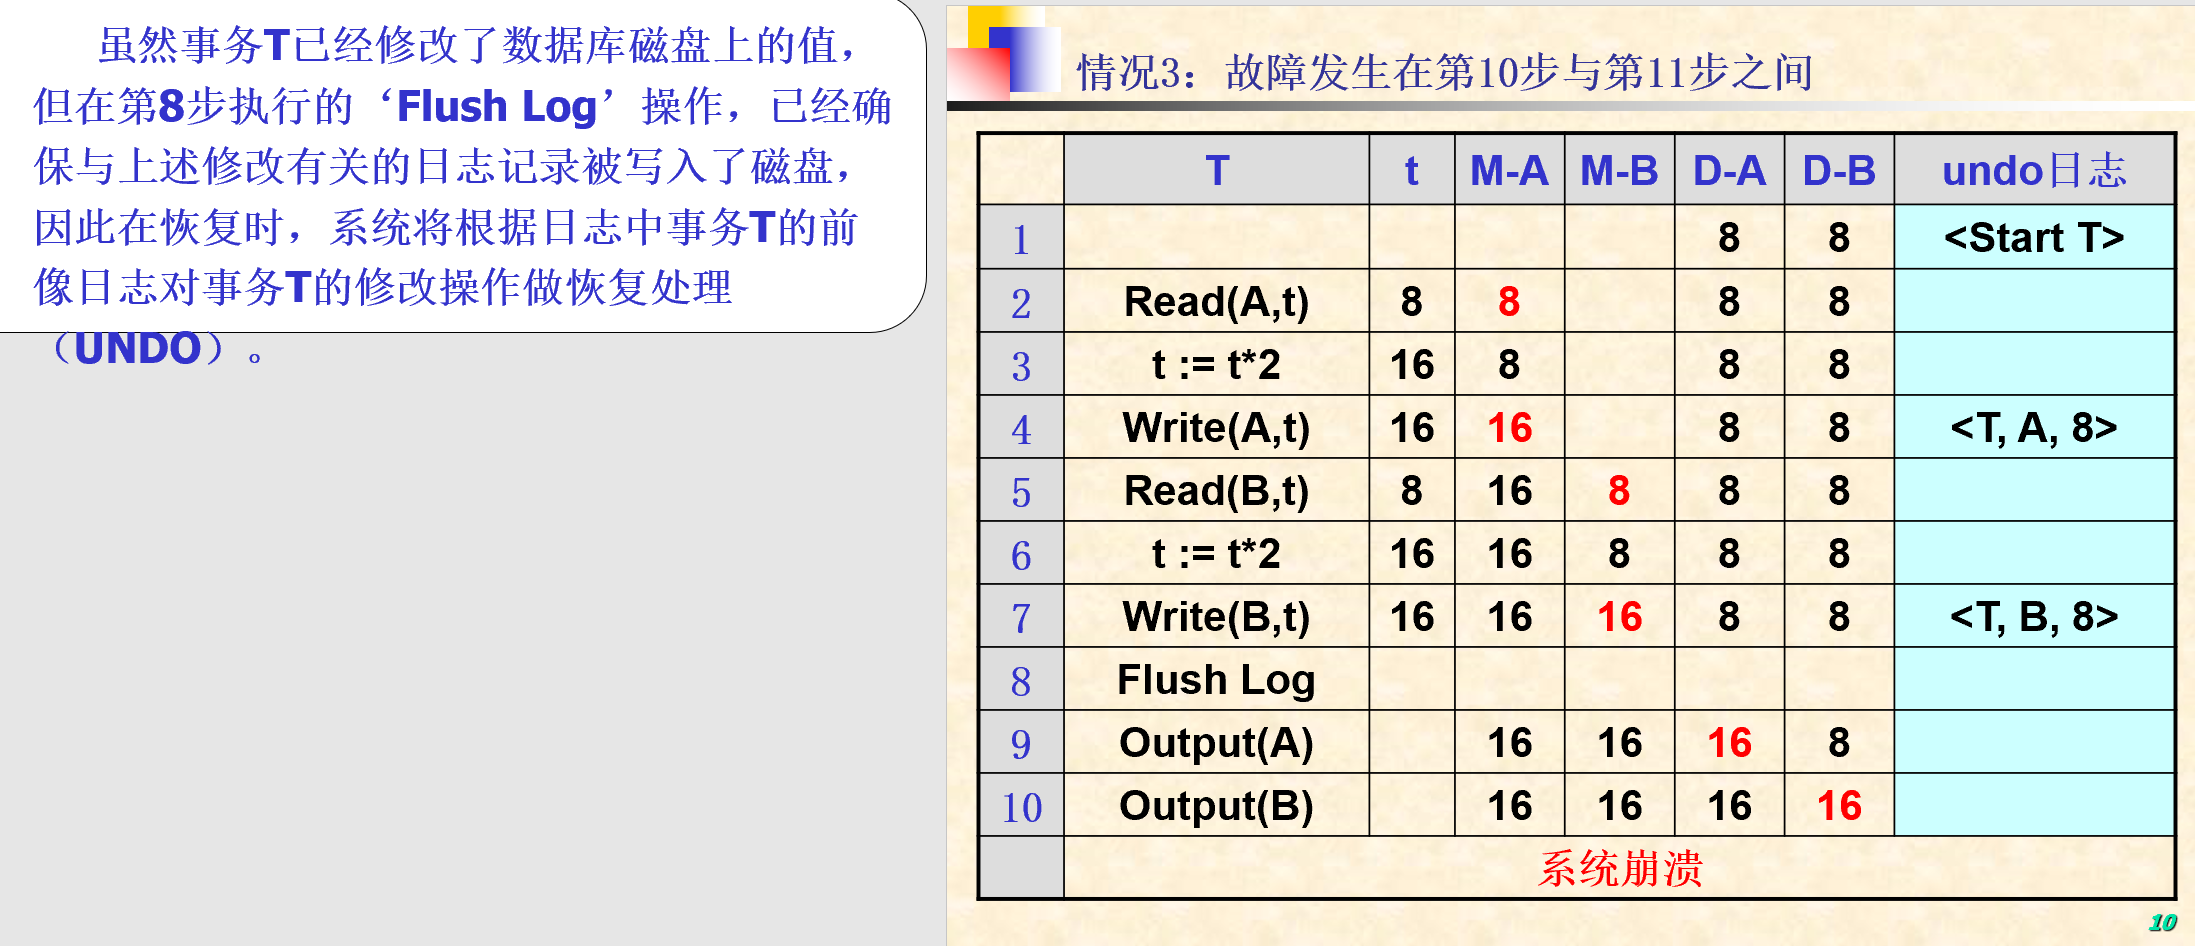 虽然事务T已经修改了数据库磁盘上的值，
但在第8步执行的‘Flush Log’操作，已经确
保与上述修改有关的日志记录被写入了磁盘，
因此在恢复时，系统将根据日志中事务T的前
像日志对事务T的修改操作做恢复处理
（UNDO）。
情况3：故障发生在第10步与第11步之间
T t M-A M-B D-A D-B undo日志
1 8 8 <Start T>
2 Read(A,t) 8 8 8 8
3 t := t*2 16 8 8 8
4 Write(A,t) 16 16 8 8 <T, A, 8>
5 Read(B,t) 8 16 8 8 8
6 t := t*2 16 16 8 8 8
7 Write(B,t) 16 16 16 8 8 <T, B, 8>
8 Flush Log
9 Output(A) 16 16 16 8
10 Output(B) 16 16 16 16
系统崩溃
10